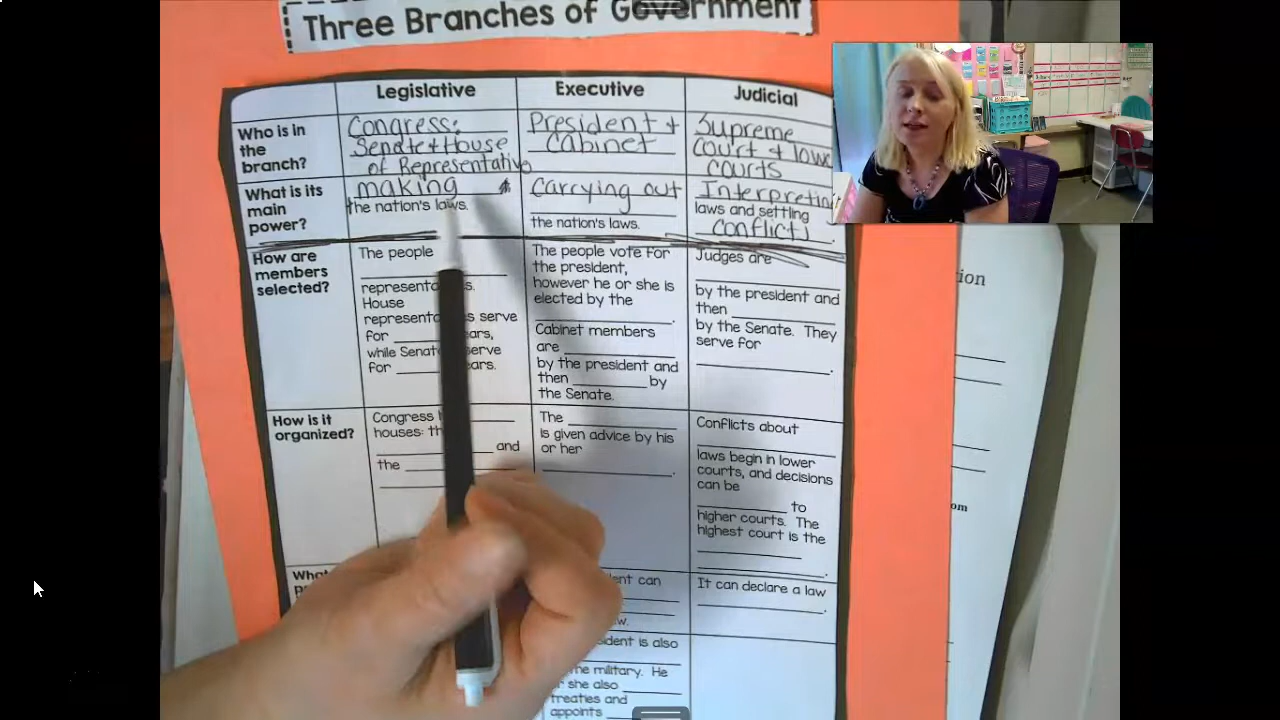 Three Branches of Government
Legislative
Executive
Judicial
Who is in
the
branch?
Congress:
Senate & House
of Representative
President &
Cabinet
Supreme
Court & low
courts
What is its
main
power?
making
the nation's laws.
Carrying out
the nation's laws.
Interpretin
laws and settling
conflicts.
How are
members
selected?
The people
House
for
while Senat
for
The people vote for
the president,
however he or she is
elected by the
Cabinet members
are
by the president and
then by
the Senate.
Judges are
by the president and
then
by the Senate. They
serve for
How is it
organized?
Congress
houses:
and
the
The
is given advice by his
or her
Conflicts about
laws begin in lower
courts, and decisions
can be
to
higher courts. The
highest court is the
can
is also
the military. He
she also
treaties and
appoints
It can declare a law